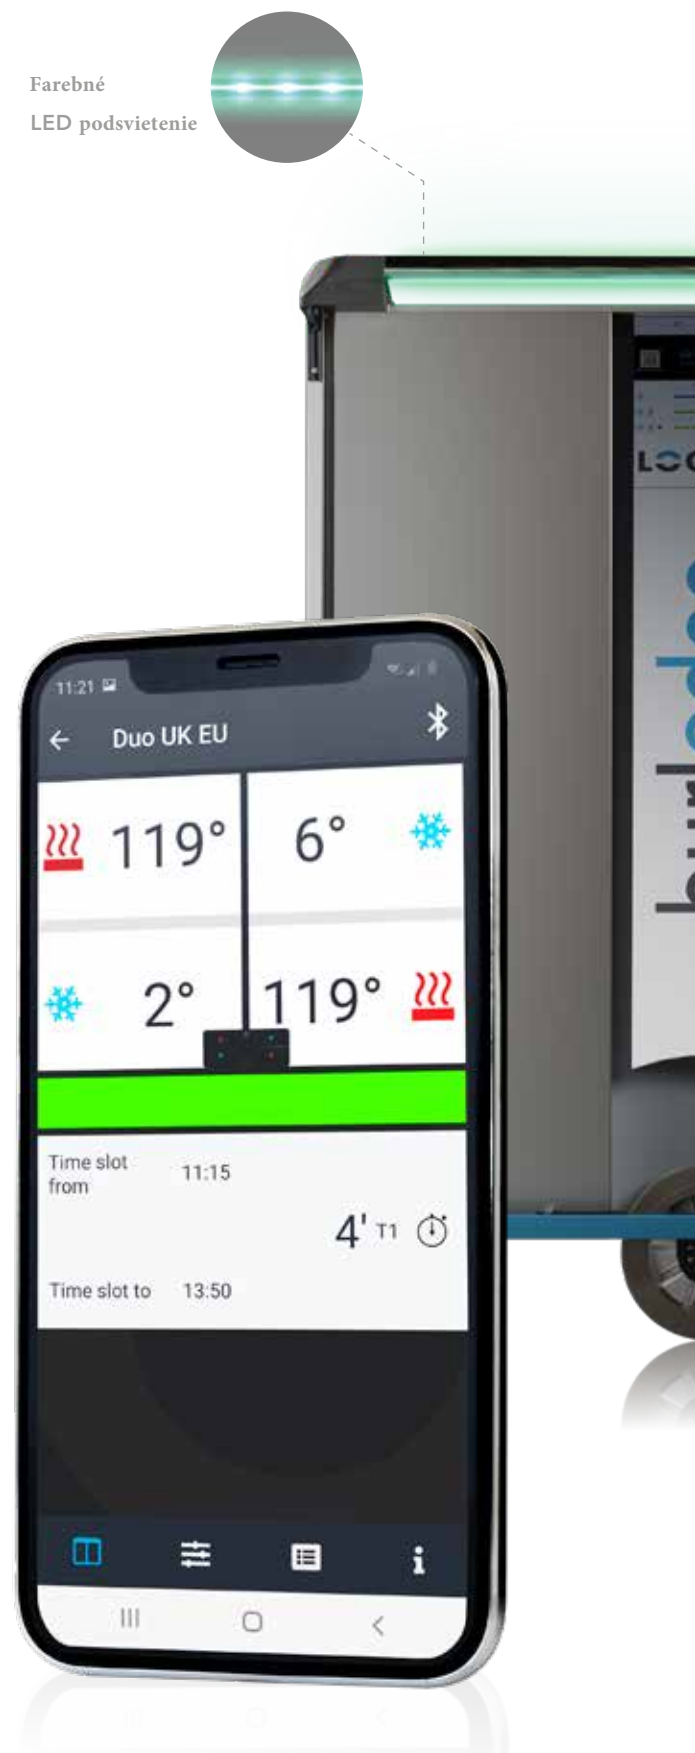 Farebné
LED podsvietenie
11:21
Duo UK EU
119° 6°
2° 119°
Time slot
from 11:15
4' T1
Time slot to 13:50